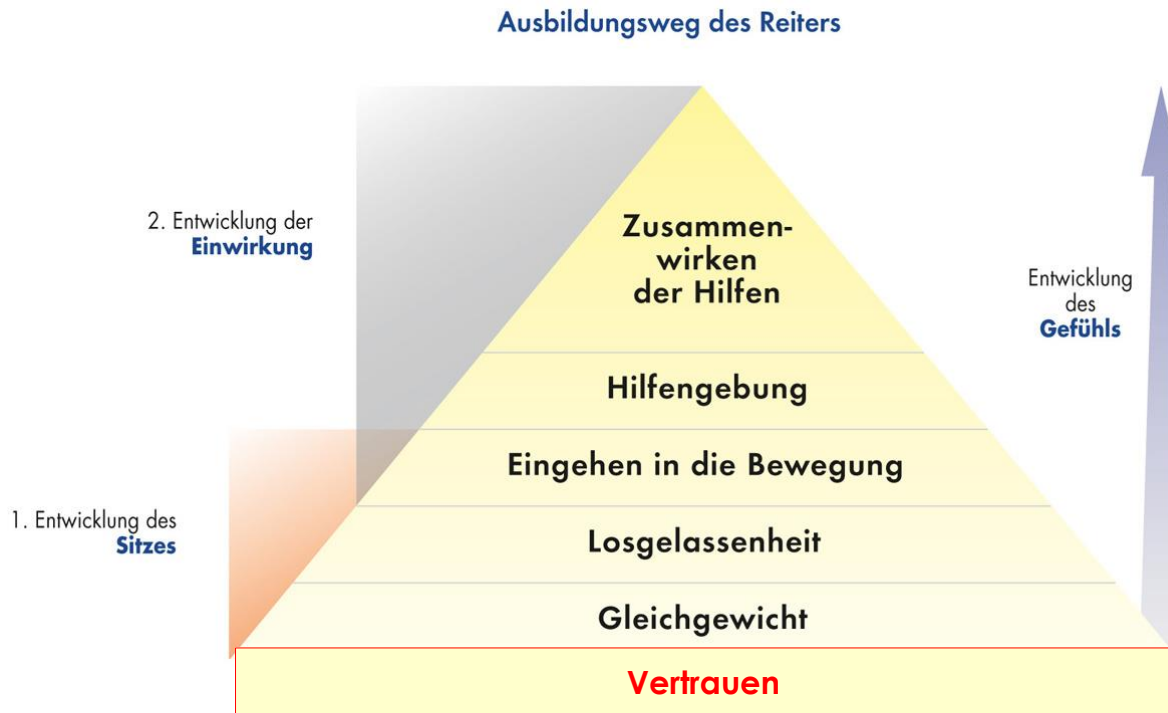 Ausbildungsweg des Reiters
2. Entwicklung der
Einwirkung
Zusammen-
wirken
der Hilfen
Entwicklung
des
Gefühls
Hilfengebung
Eingehen in die Bewegung
1. Entwicklung des
Sitzes
Losgelassenheit
Gleichgewicht
Vertrauen